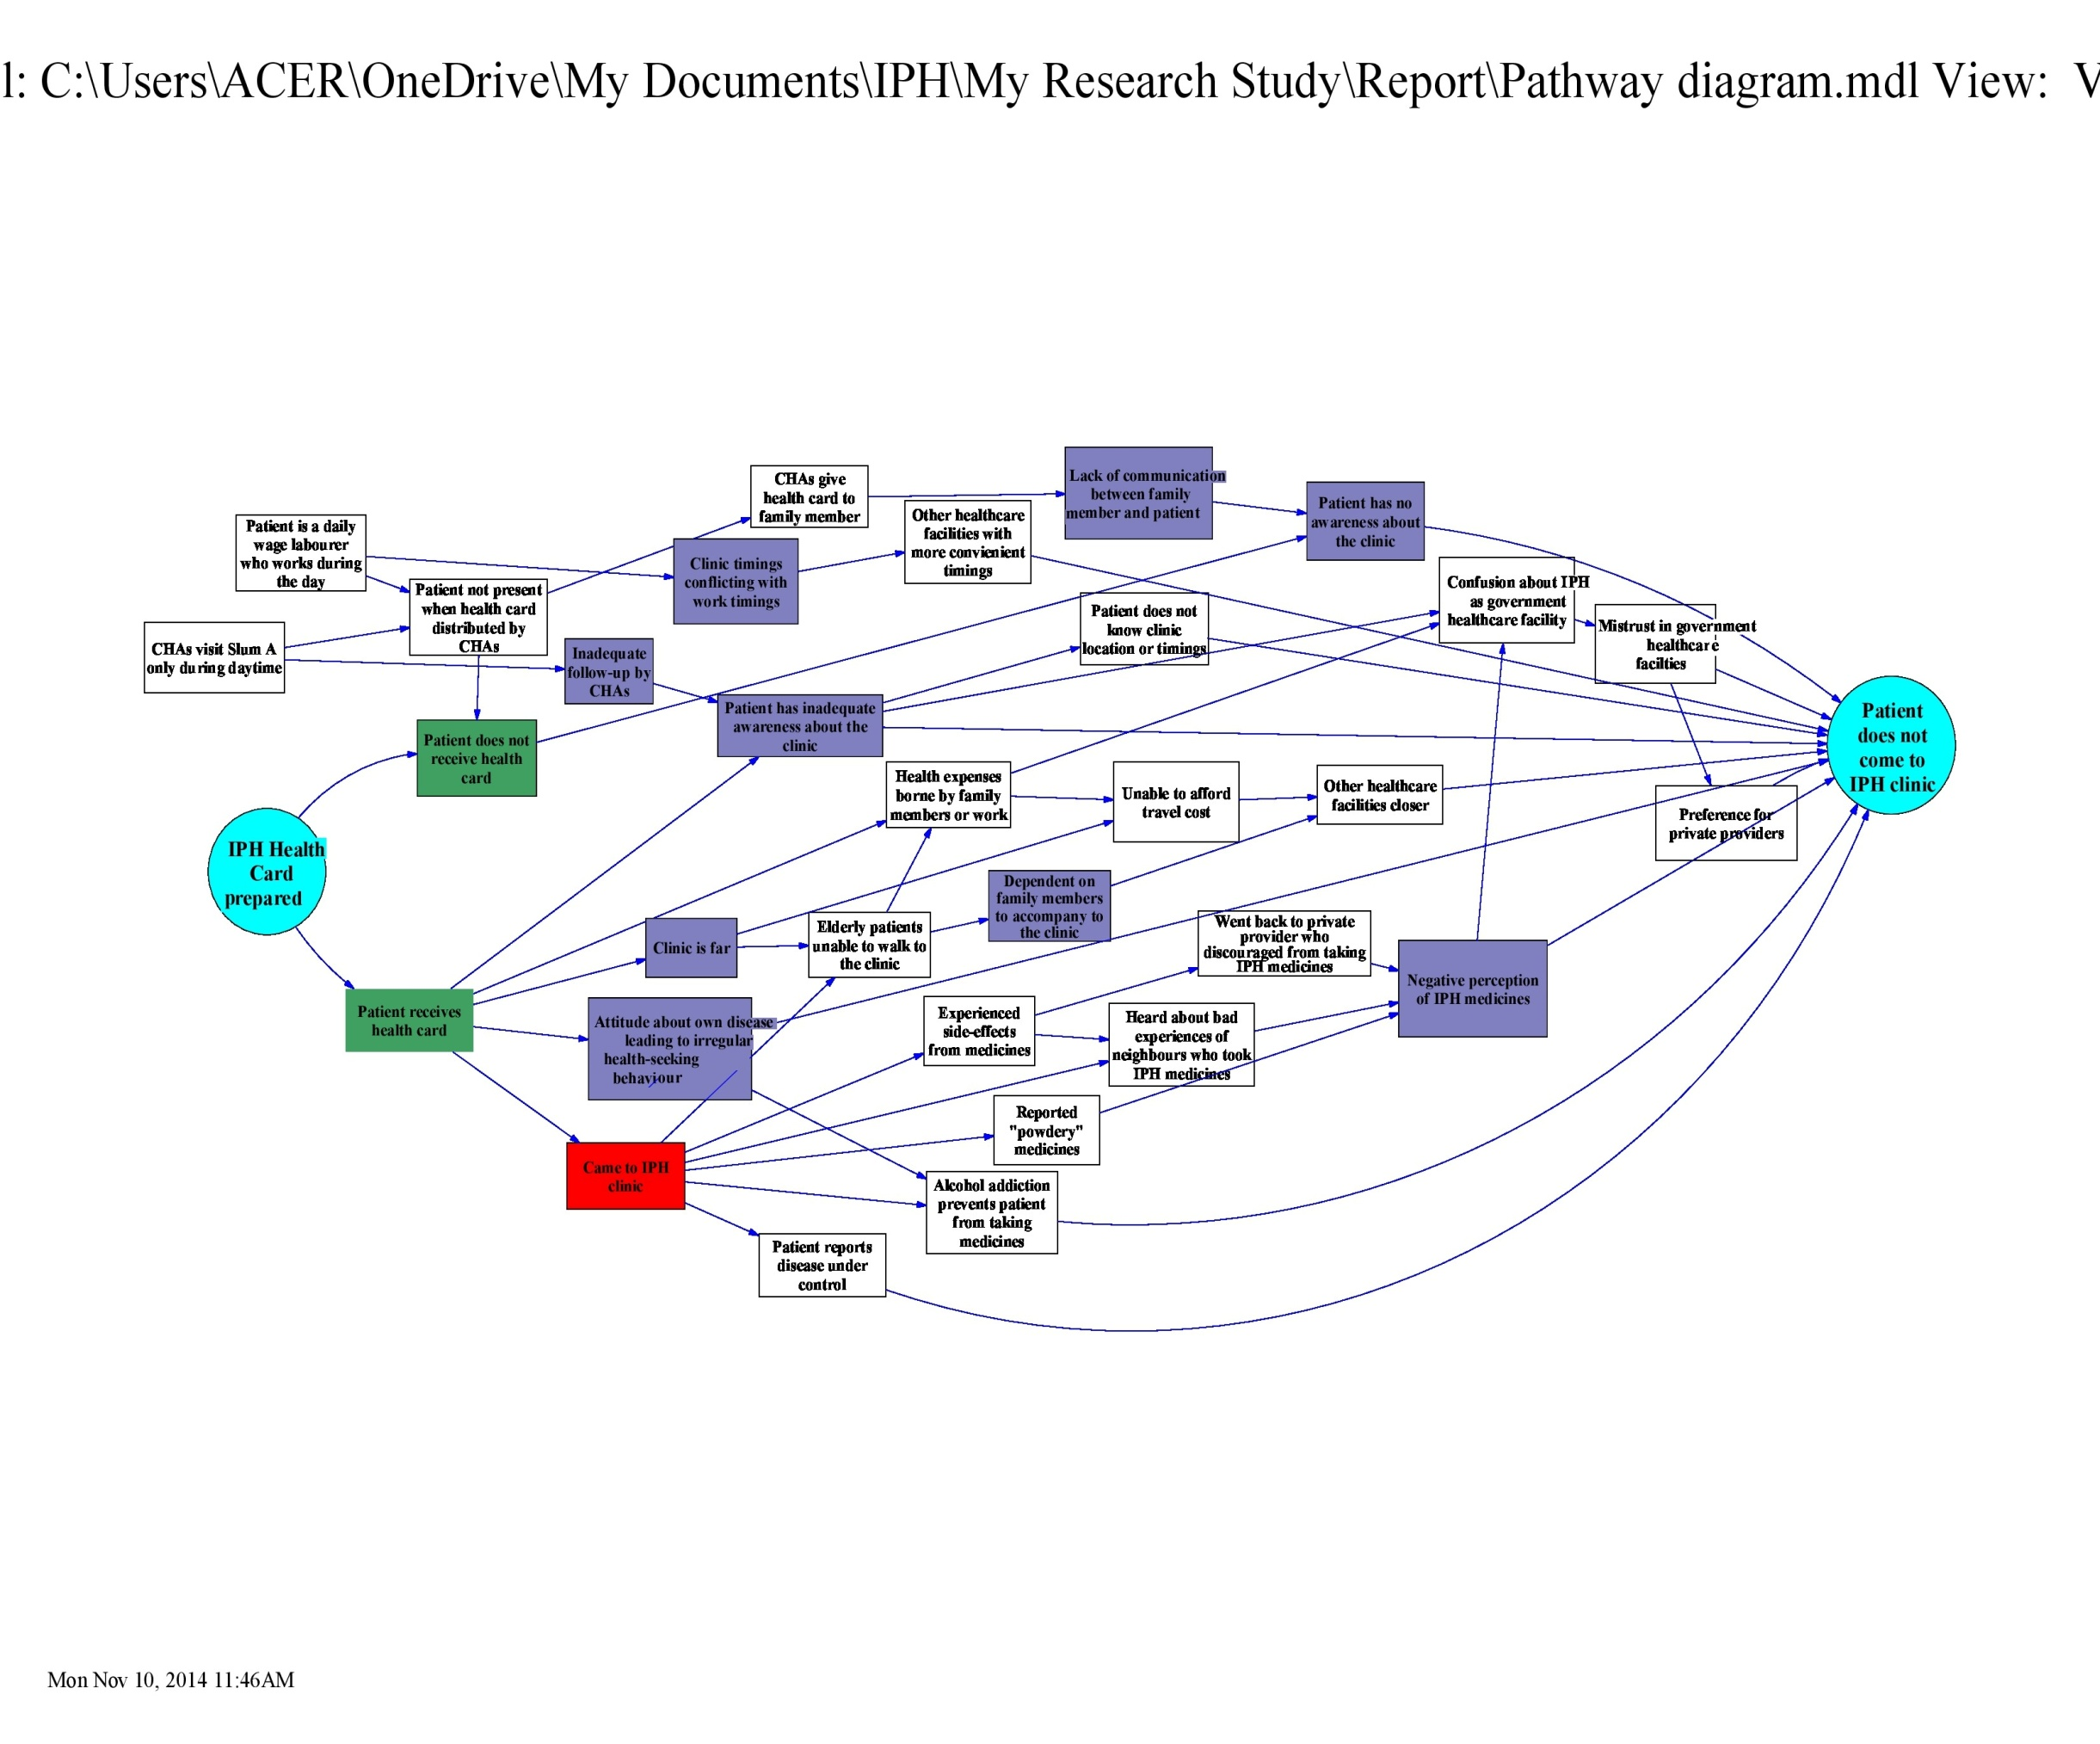 l: C:\Users\ACER\OneDrive\My Documents\IPH\My Research Study\Report\Pathway diagram.mdl View: V
CHAs give
health card to
family member
Lack of communication
between family
member and patient
Patient has no
awareness about
the clinic
Patient is a daily
wage labourer
who works during
the day
Other healthcare
facilities with
more convienient
timings
Clinic timings
conflicting with
work timings
Patient not present
when health card
distributed by
CHAs
Confusion about IPH
as government
healthcare facility
Patient does not
know clinic
location or timings
Mistrust in government
healthcare
facilties
CHAs visit Slum A
only during daytime
Inadequate
follow-up by
CHAs
Patient has inadequate
awareness about the
clinic
Patient
does not
come to
IPH clinic
Patient does not
receive health
card
Health expenses
borne by family
members or work
Unable to afford
travel cost
Other healthcare
facilities closer
Preference for
private providers
IPH Health
Card
prepared
Dependent on
family members
to accompany to
the clinic
Clinic is far
Elderly patients
unable to walk to
the clinic
Went back to private
provider who
discouraged from taking
IPH medicines
Negative perception
of IPH medicines
Patient receives
health card
Attitude about own disease
leading to irregular
health-seeking
behaviour
Experienced
side-effects
from medicines
Heard about bad
experiences of
neighbours who took
IPH medicines
Reported
"powdery"
medicines
Came to IPH
clinic
Alcohol addiction
prevents patient
from taking
medicines
Patient reports
disease under
control
Mon Nov 10, 2014 11:46AM